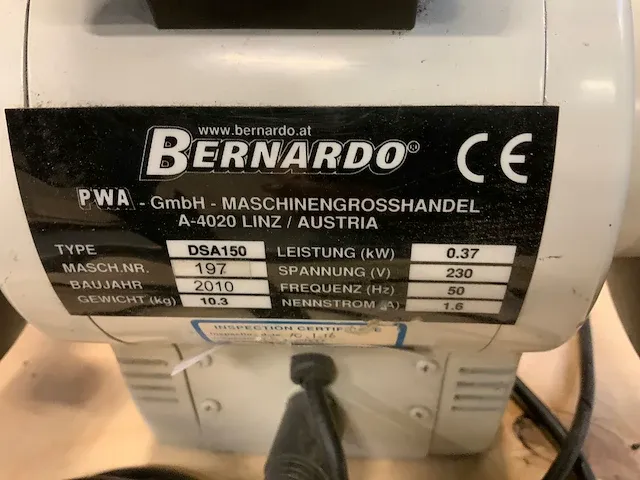 www.bernardo.at
BERNARDO®
CE
PWA - GmbH - MASCHINENGROSSHANDEL
A-4020 LINZ / AUSTRIA
TYPE DSA150 LEISTUNG (kW) 0.37
MASCH.NR. 197 SPANNUNG (V) 230
BAUJAHR 2010 FREQUENZ (Hz) 50
GEWICHT (kg) 10.3 NENNSTROM (A) 1.6
INSPECTION